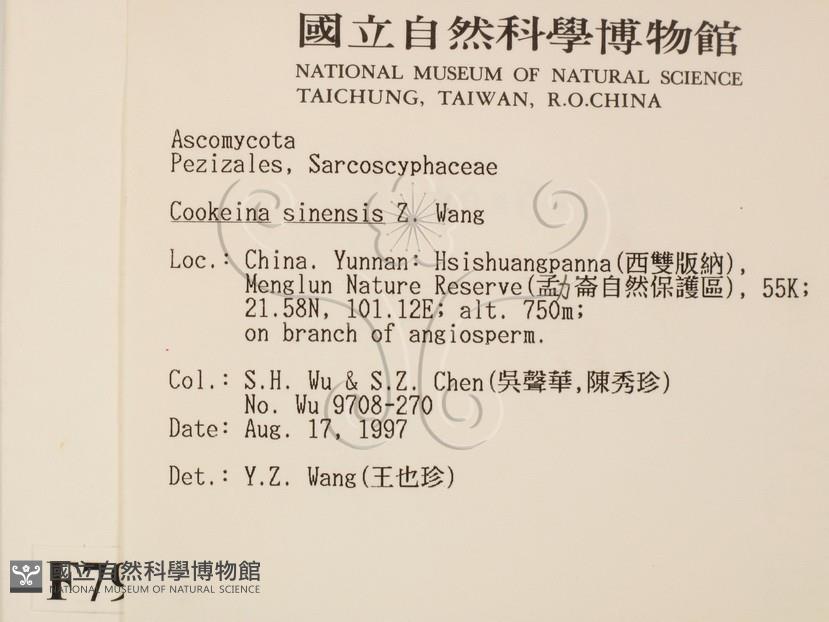 國立自然科學博物館
NATIONAL MUSEUM OF NATURAL SCIENCE
TAICHUNG, TAIWAN, R.O.CHINA
Ascomycota
Pezizales, Sarcoscyphaceae
Cookeina sinensis Z. Wang
Loc.: China. Yunnan: Hsishuangpanna(西雙版納),
Menglun Nature Reserve(孟力崙自然保護區), 55K;
21.58N, 101.12E; alt. 750m;
on branch of angiosperm.
Col.: S.H. Wu & S.Z. Chen(吳聲華,陳秀珍)
No. Wu 9708-270
Date: Aug. 17, 1997
Det.: Y.Z. Wang(王也珍)
F79
國立自然科學博物館
NATIONAL MUSEUM OF NATURAL SCIENCE